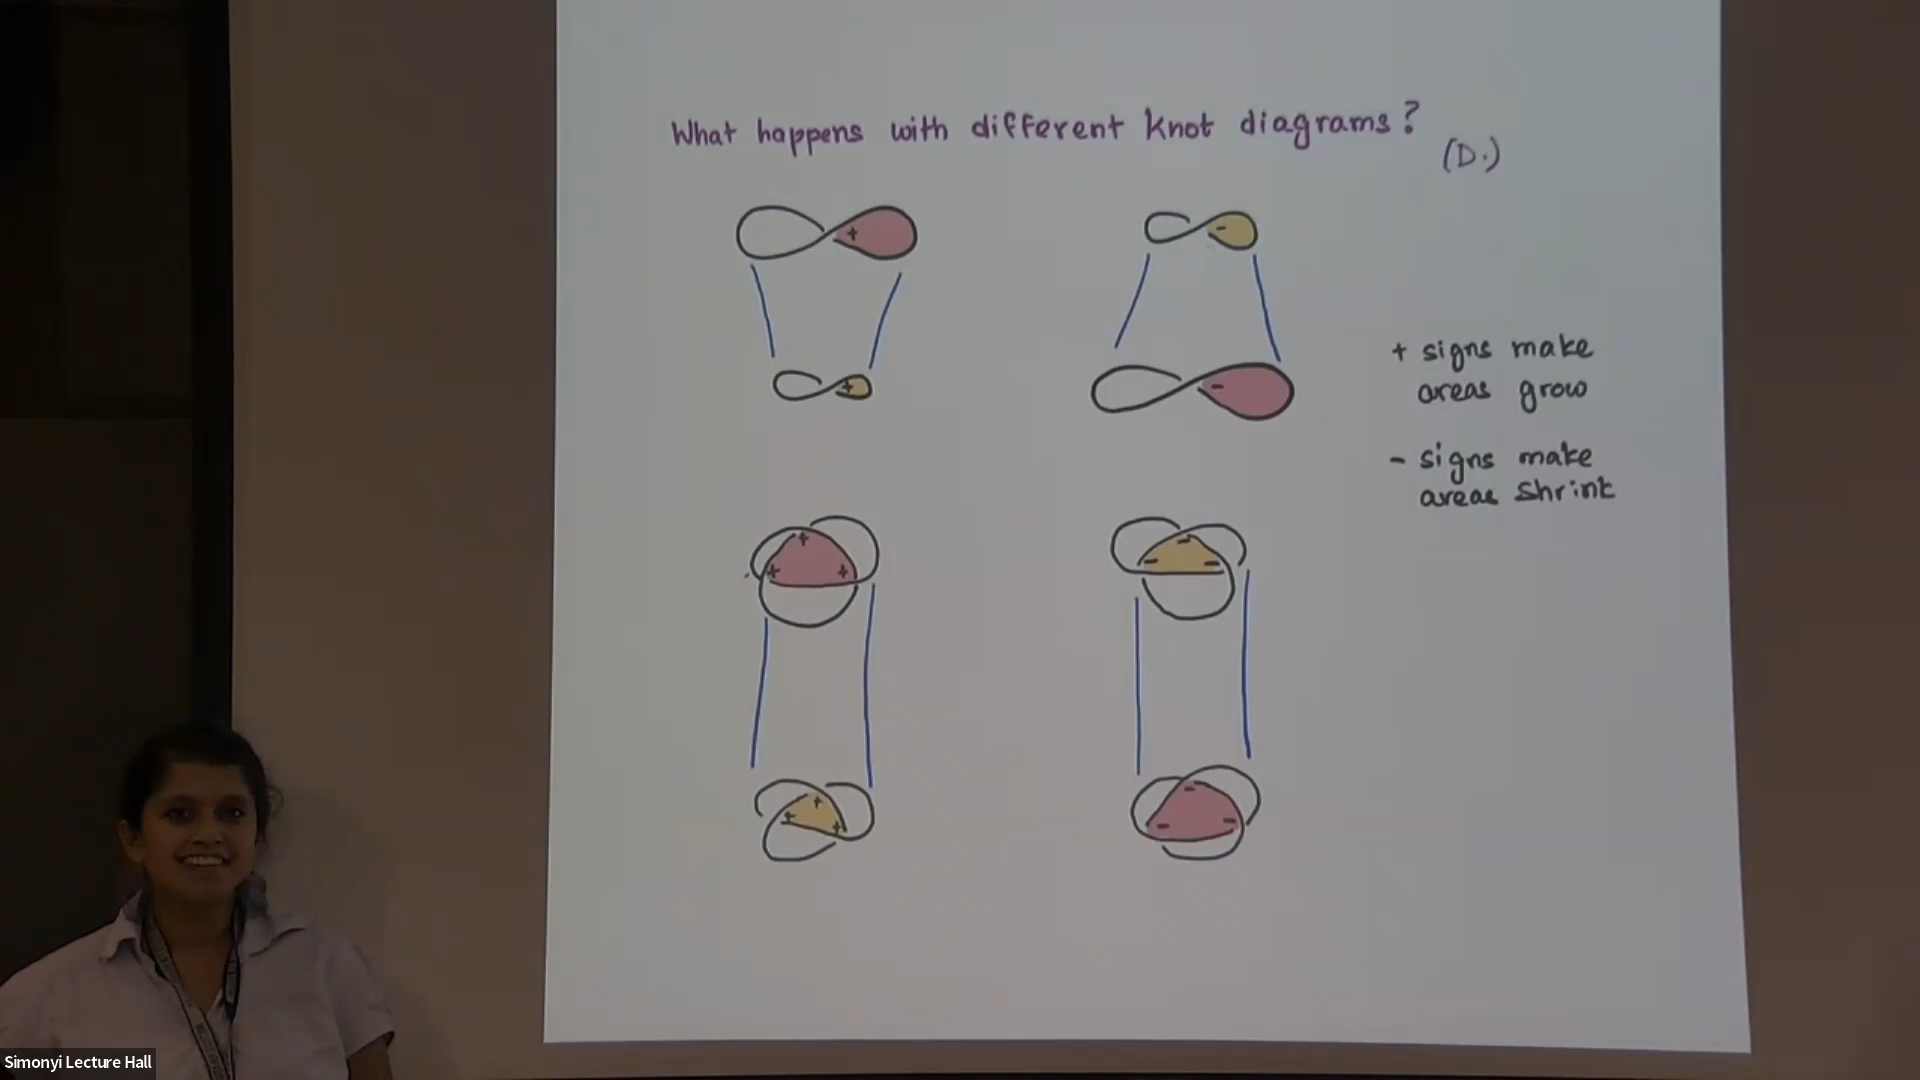 What happens with different knot diagrams?
(D.)
+
-
+ signs make
areas grow
+
-
- signs make
areas shrink
+
+ +
-
- -
+
+ +
-
- -
Simonyi Lecture Hall